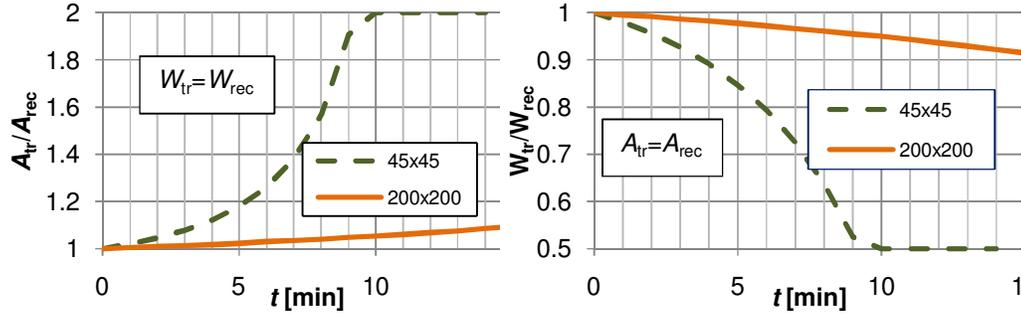 2
1.8
1.6
1.4
1.2
1
A_tr/A_rec
W_tr=W_rec
45x45
200x200
0 5 10
t [min]
1
0.9
0.8
0.7
0.6
0.5
W_tr/W_rec
A_tr=A_rec
45x45
200x200
0 5 10 1
t [min]